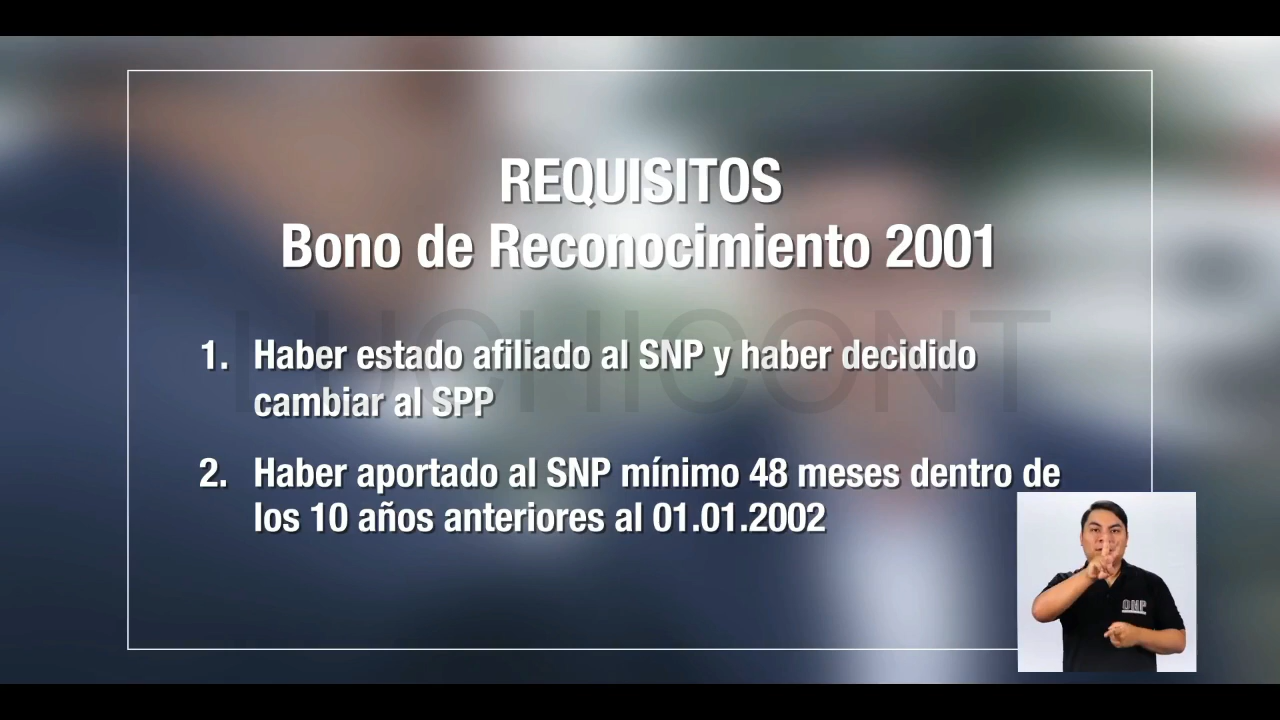 REQUISITOS
Bono de Reconocimiento 2001
LUCHICONT
1. Haber estado afiliado al SNP y haber decidido
cambiar al SPP
2. Haber aportado al SNP mínimo 48 meses dentro de
los 10 años anteriores al 01.01.2002
ONP